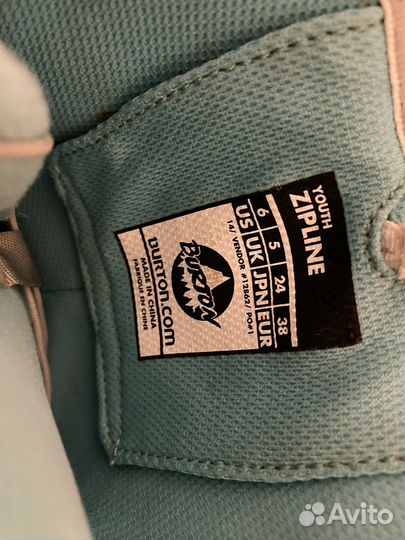 YOUTH
ZIPLINE
6 5 24 38
US UK JPN EUR
14/ VENDOR #12862/ PO#1
BURTON
BURTON.COM
MADE IN CHINA
FABRIQUÉ EN CHINE
Avito